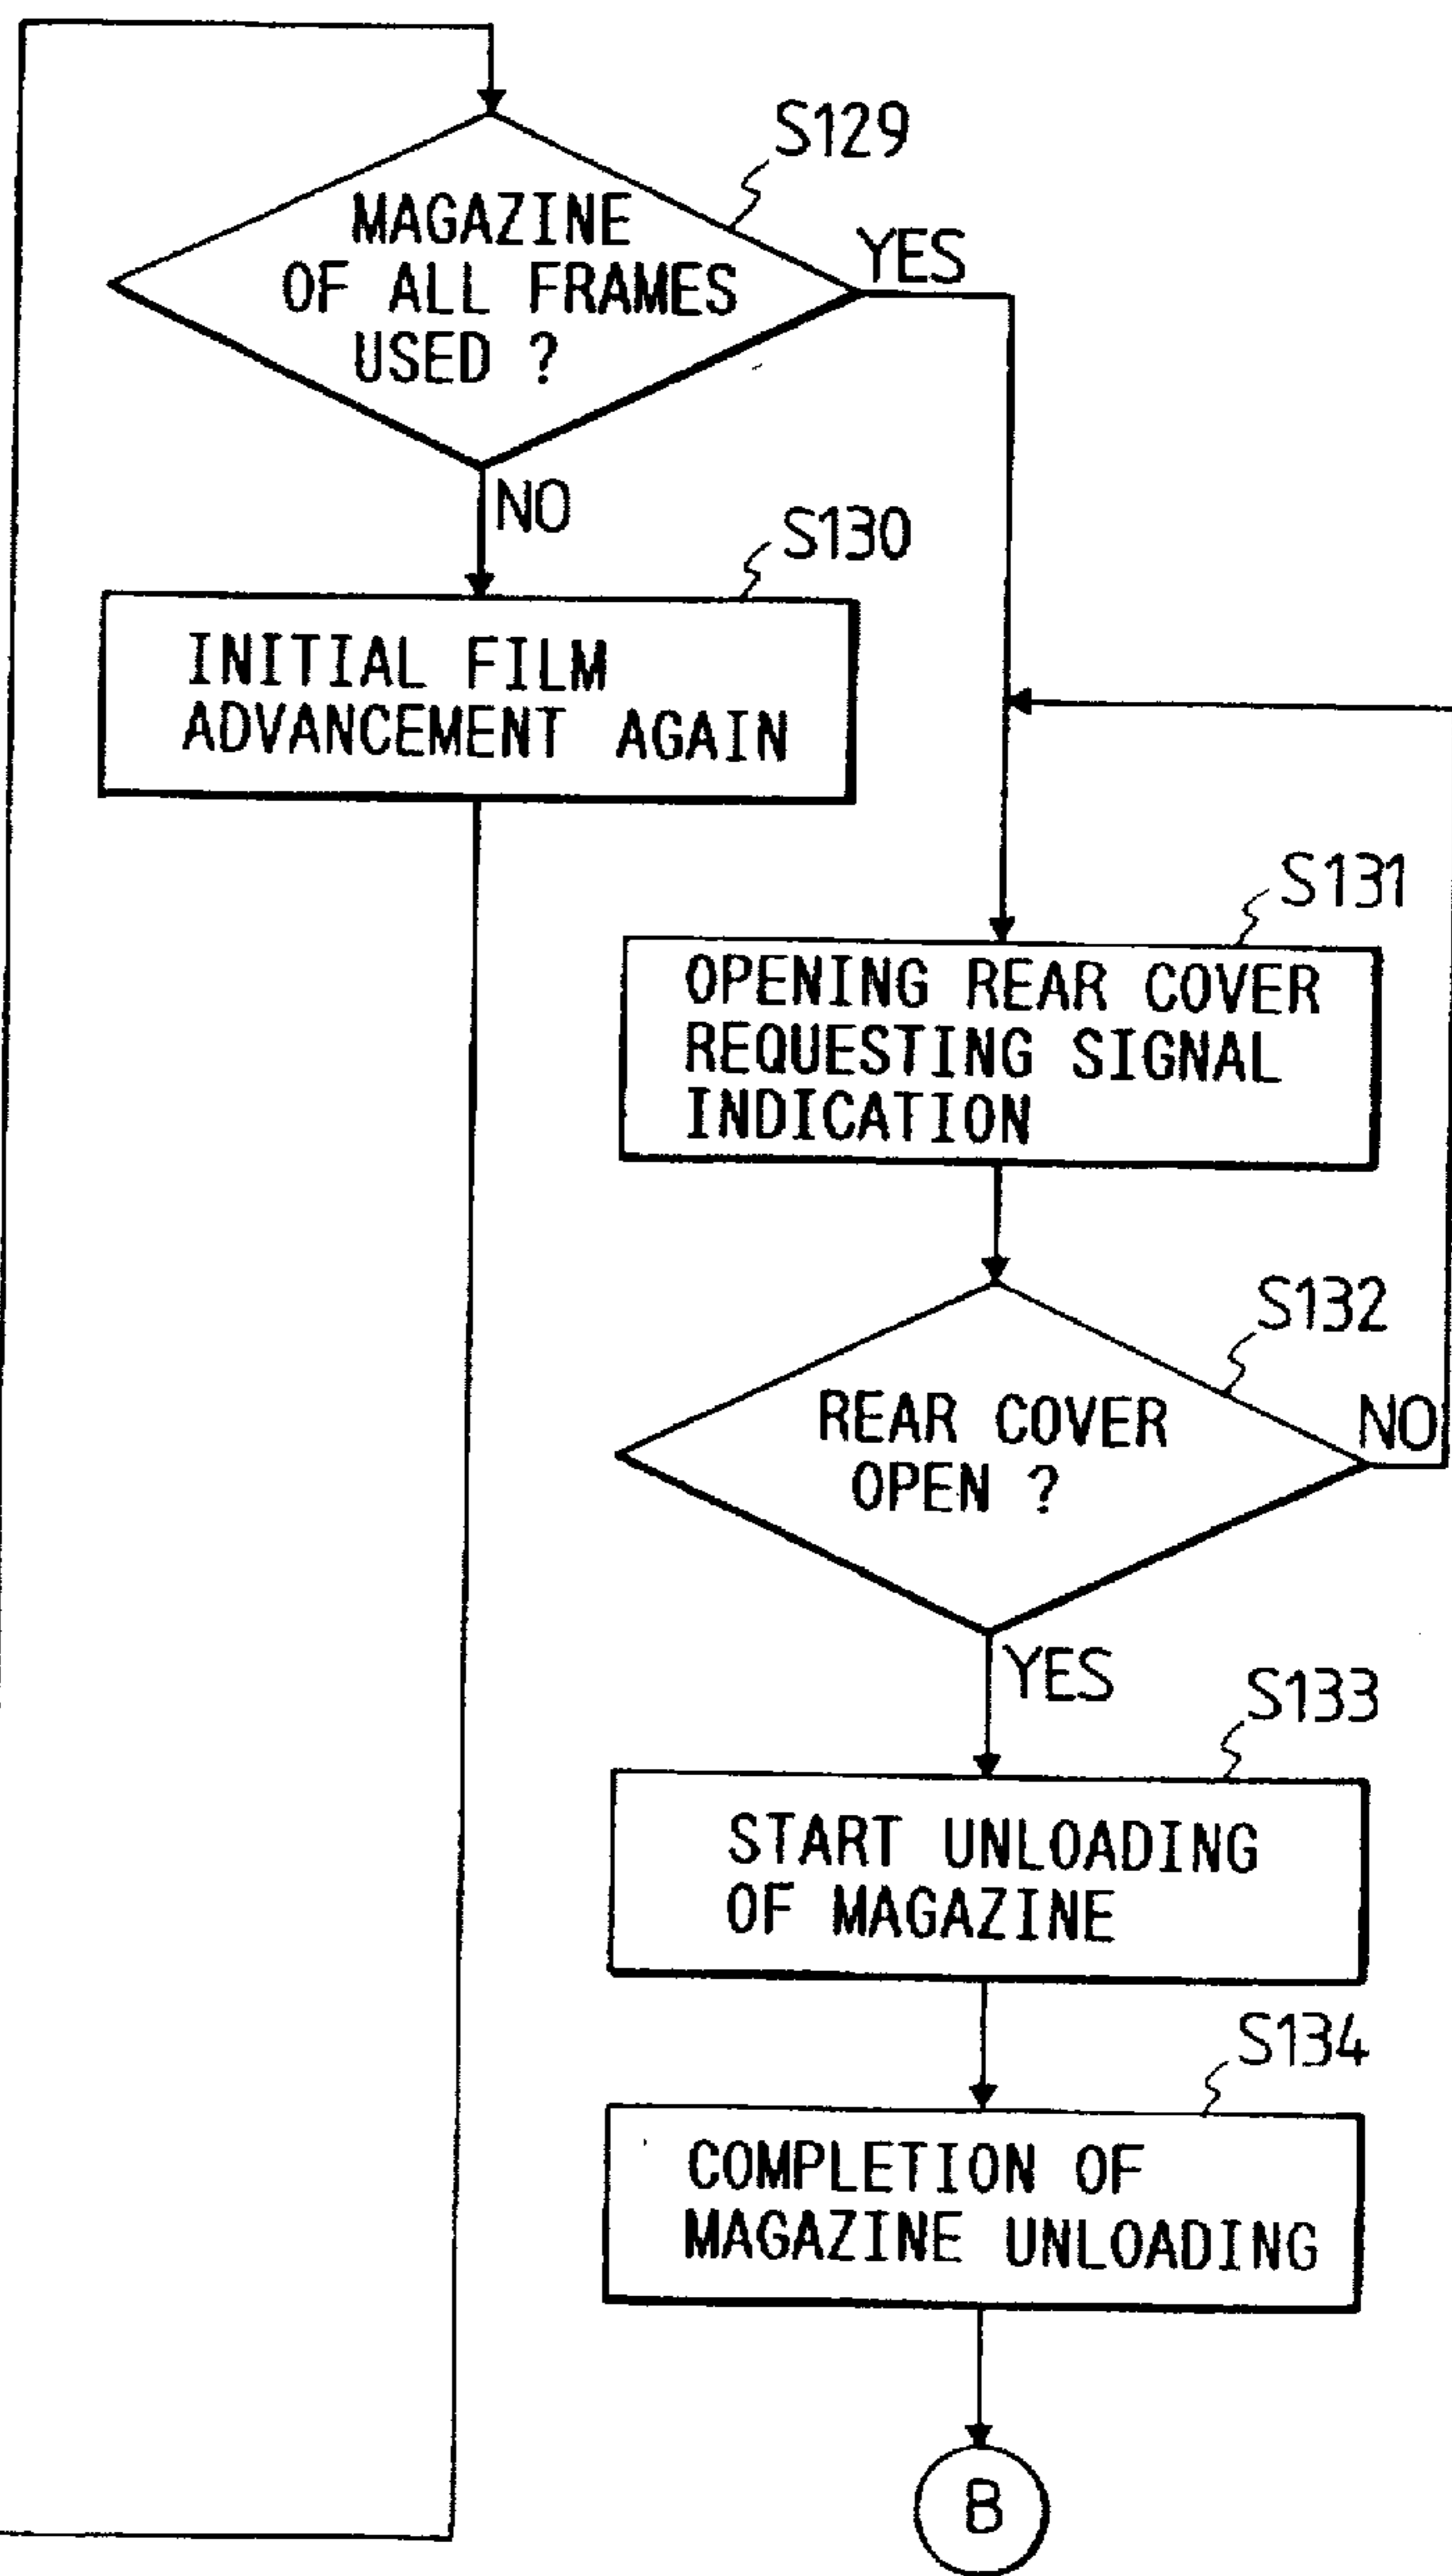 S129
MAGAZINE
OF ALL FRAMES
USED ?
YES
NO
S130
INITIAL FILM
ADVANCEMENT AGAIN
S131
OPENING REAR COVER
REQUESTING SIGNAL
INDICATION
S132
REAR COVER
OPEN ?
NO
YES
S133
START UNLOADING
OF MAGAZINE
S134
COMPLETION OF
MAGAZINE UNLOADING
B